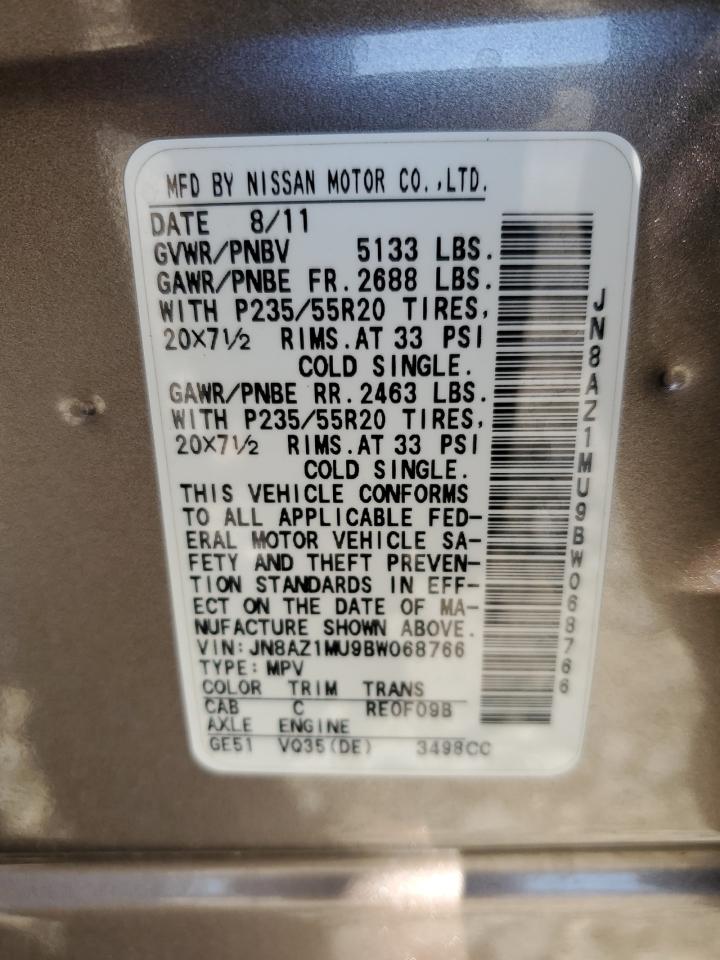 MFD BY NISSAN MOTOR CO.,LTD.
DATE 8/11
GVWR/PNBV 5133 LBS.
GAWR/PNBE FR.2688 LBS.
WITH P235/55R20 TIRES,
20X7½ RIMS.AT 33 PSI
COLD SINGLE.
GAWR/PNBE RR.2463 LBS.
WITH P235/55R20 TIRES,
20X7½ RIMS.AT 33 PSI
COLD SINGLE.
THIS VEHICLE CONFORMS
TO ALL APPLICABLE FED-
ERAL MOTOR VEHICLE SA-
FETY AND THEFT PREVEN-
TION STANDARDS IN EFF-
ECT ON THE DATE OF MA-
NUFACTURE SHOWN ABOVE.
VIN:JN8AZ1MU9BW068766
TYPE:MPV
COLOR TRIM TRANS
CAB C RE0F09B
AXLE ENGINE
GE51 VQ35(DE) 3498CC
JN8AZ1MU9BW068766